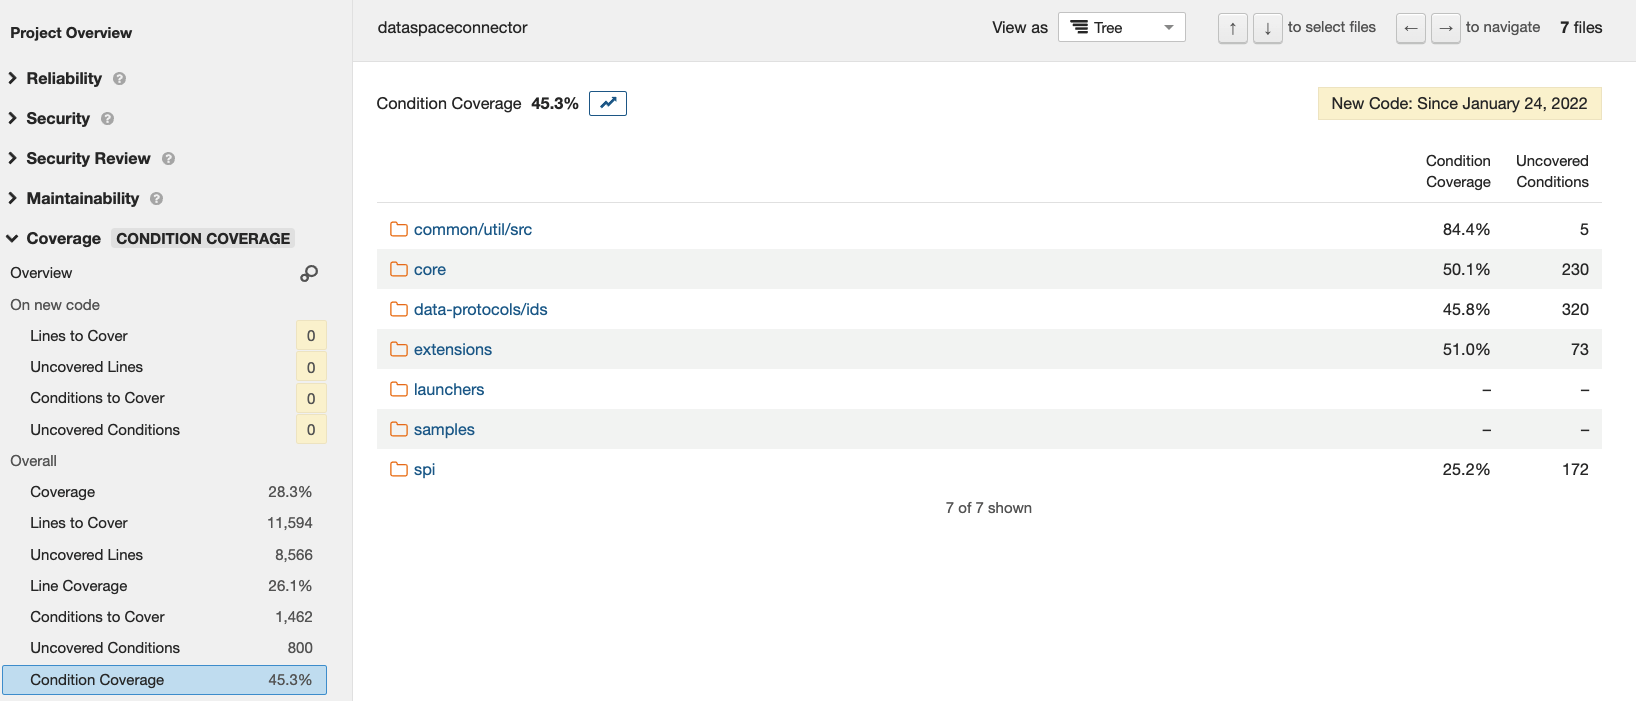 Project Overview
Reliability ?
Security ?
Security Review ?
Maintainability ?
Coverage CONDITION COVERAGE
Overview
On new code
Lines to Cover 0
Uncovered Lines 0
Conditions to Cover 0
Uncovered Conditions 0
Overall
Coverage 28.3%
Lines to Cover 11,594
Uncovered Lines 8,566
Line Coverage 26.1%
Conditions to Cover 1,462
Uncovered Conditions 800
Condition Coverage 45.3%
dataspaceconnector View as Tree ↑ ↓ to select files ← → to navigate 7 files
Condition Coverage 45.3% New Code: Since January 24, 2022
Condition Uncovered
Coverage Conditions
common/util/src 84.4% 5
core 50.1% 230
data-protocols/ids 45.8% 320
extensions 51.0% 73
launchers – –
samples – –
spi 25.2% 172
7 of 7 shown